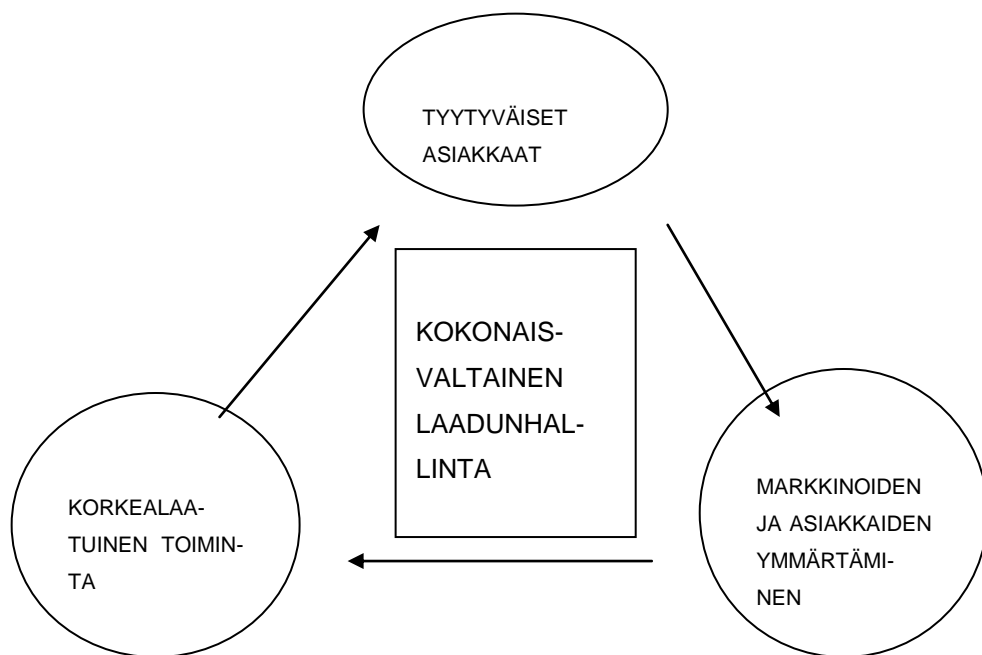 TYYTYVÄISET
ASIAKKAAT
KOKONAIS-
VALTAINEN
LAADUNHAL-
LINTA
KORKEALAA-
TUINEN TOIMIN-
TA
MARKKINOIDEN
JA ASIAKKAIDEN
YMMÄRTÄMI-
NEN